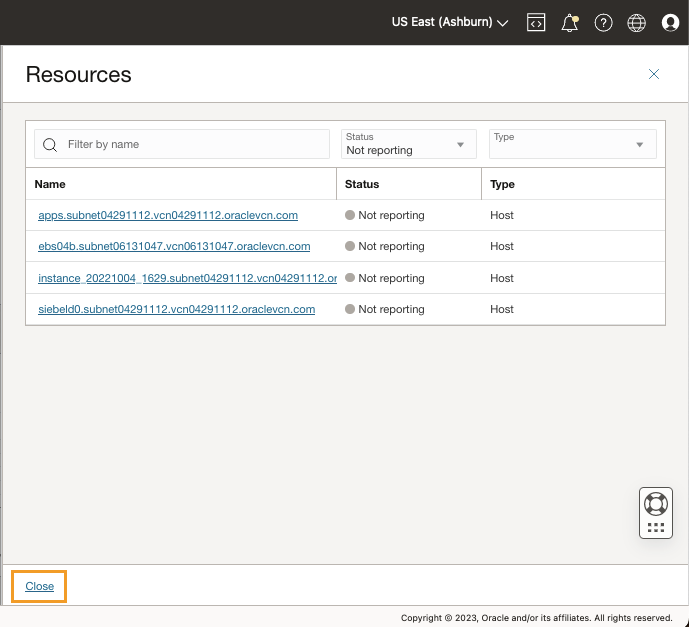 US East (Ashburn)
Resources
Filter by name
Status
Not reporting
Type
Name Status Type
apps.subnet04291112.vcn04291112.oraclevcn.com Not reporting Host
ebs04b.subnet06131047.vcn06131047.oraclevcn.com Not reporting Host
instance_20221004_1629.subnet04291112.vcn04291112.or Not reporting Host
siebeld0.subnet04291112.vcn04291112.oraclevcn.com Not reporting Host
Close
Copyright © 2023, Oracle and/or its affiliates. All rights reserved.